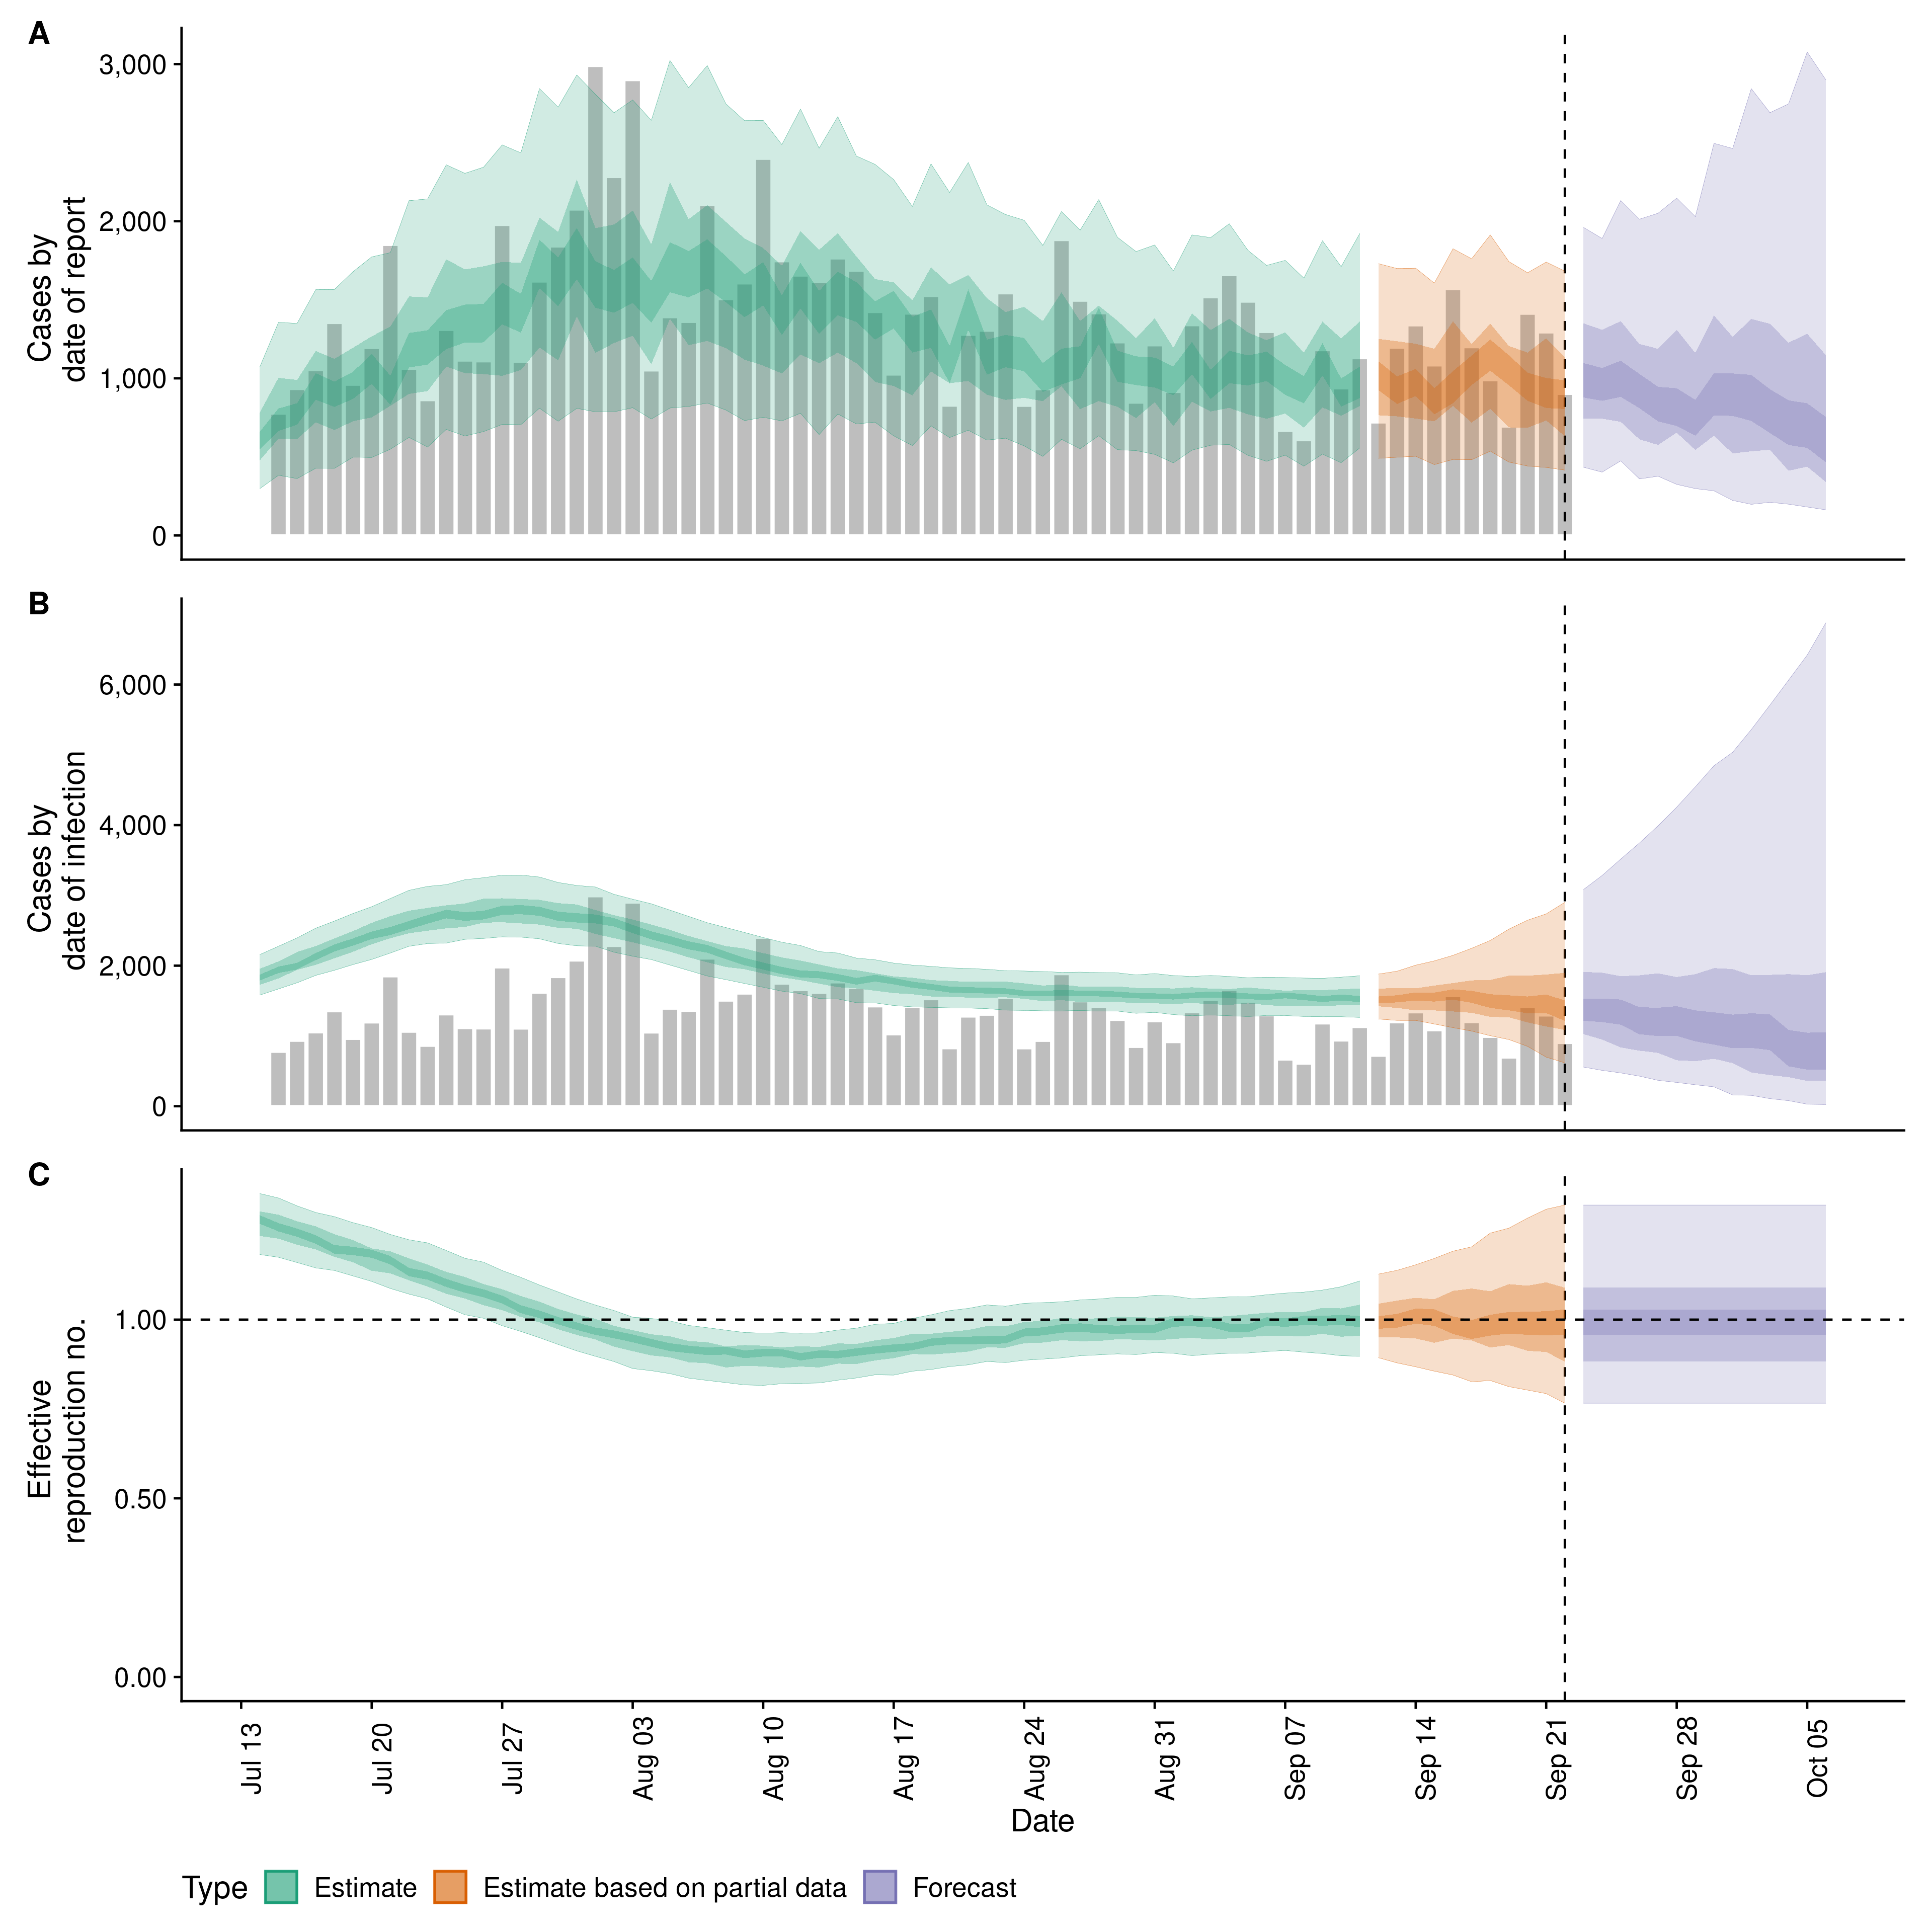 A
Cases by
date of report
3,000
2,000
1,000
0
B
Cases by
date of infection
6,000
4,000
2,000
0
C
Effective
reproduction no.
1.00
0.50
0.00
Jul 13
Jul 20
Jul 27
Aug 03
Aug 10
Aug 17
Aug 24
Aug 31
Sep 07
Sep 14
Sep 21
Sep 28
Oct 05
Date
Type Estimate Estimate based on partial data Forecast